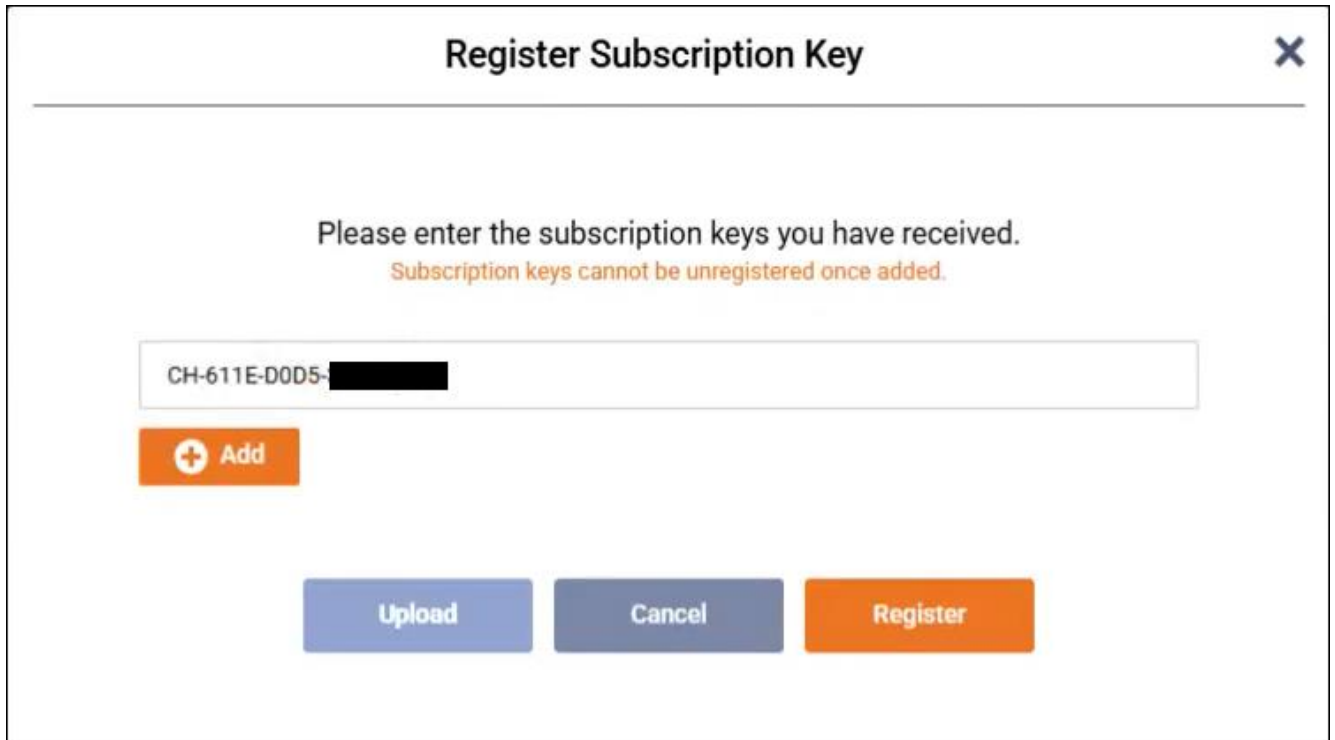 Register Subscription Key
Please enter the subscription keys you have received.
Subscription keys cannot be unregistered once added.
CH-611E-D0D5-
Add
Upload
Cancel
Register